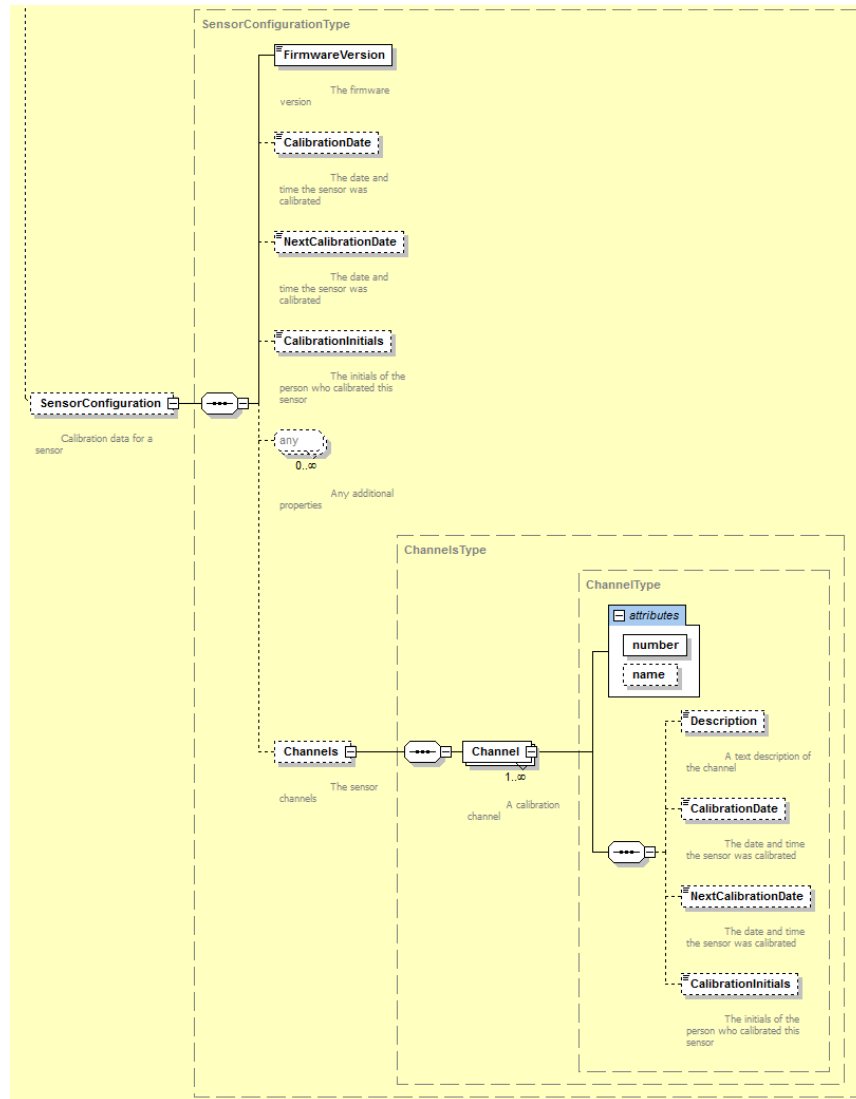 SensorConfigurationType
FirmwareVersion
The firmware
version
CalibrationDate
The date and
time the sensor was
calibrated
NextCalibrationDate
The date and
time the sensor was
calibrated
CalibrationInitials
The initials of the
person who calibrated this
sensor
SensorConfiguration
Calibration data for a
sensor
any
0..∞
Any additional
properties
ChannelsType
ChannelType
attributes
number
name
Channels
The sensor
channels
Channel
1..∞
A calibration
channel
Description
A text description of
the channel
CalibrationDate
The date and time
the sensor was calibrated
NextCalibrationDate
The date and time
the sensor was calibrated
CalibrationInitials
The initials of the
person who calibrated this
sensor